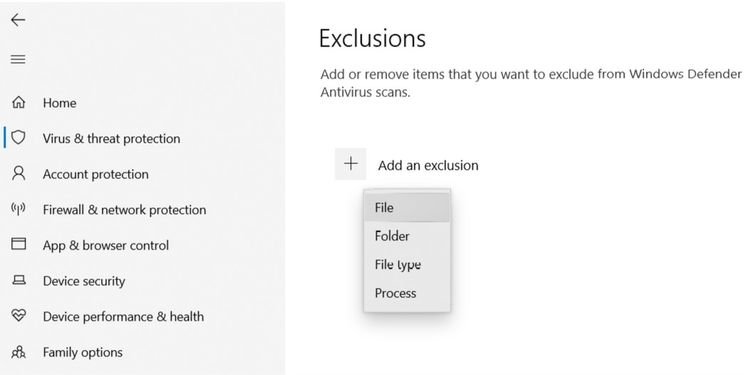 Home
Virus & threat protection
Account protection
Firewall & network protection
App & browser control
Device security
Device performance & health
Family options
Exclusions
Add or remove items that you want to exclude from Windows Defender
Antivirus scans.
Add an exclusion
File
Folder
File type
Process